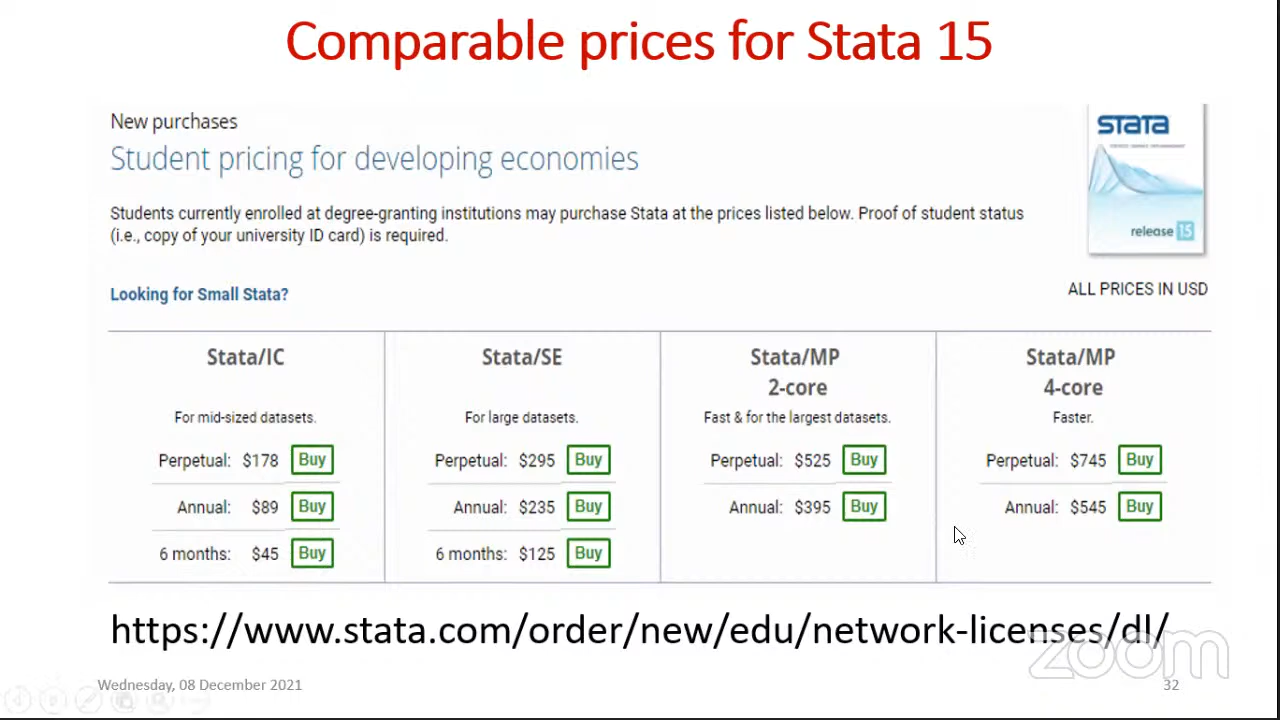 Comparable prices for Stata 15
New purchases
Student pricing for developing economies
Students currently enrolled at degree-granting institutions may purchase Stata at the prices listed below. Proof of student status
(i.e., copy of your university ID card) is required.
stata
release 15
Looking for Small Stata?
ALL PRICES IN USD
Stata/IC
For mid-sized datasets.
Perpetual: $178 Buy
Annual: $89 Buy
6 months: $45 Buy
Stata/SE
For large datasets.
Perpetual: $295 Buy
Annual: $235 Buy
6 months: $125 Buy
Stata/MP
2-core
Fast & for the largest datasets.
Perpetual: $525 Buy
Annual: $395 Buy
Stata/MP
4-core
Faster.
Perpetual: $745 Buy
Annual: $545 Buy
https://www.stata.com/order/new/edu/network-licenses/dl/
zoom
Wednesday, 08 December 2021
32